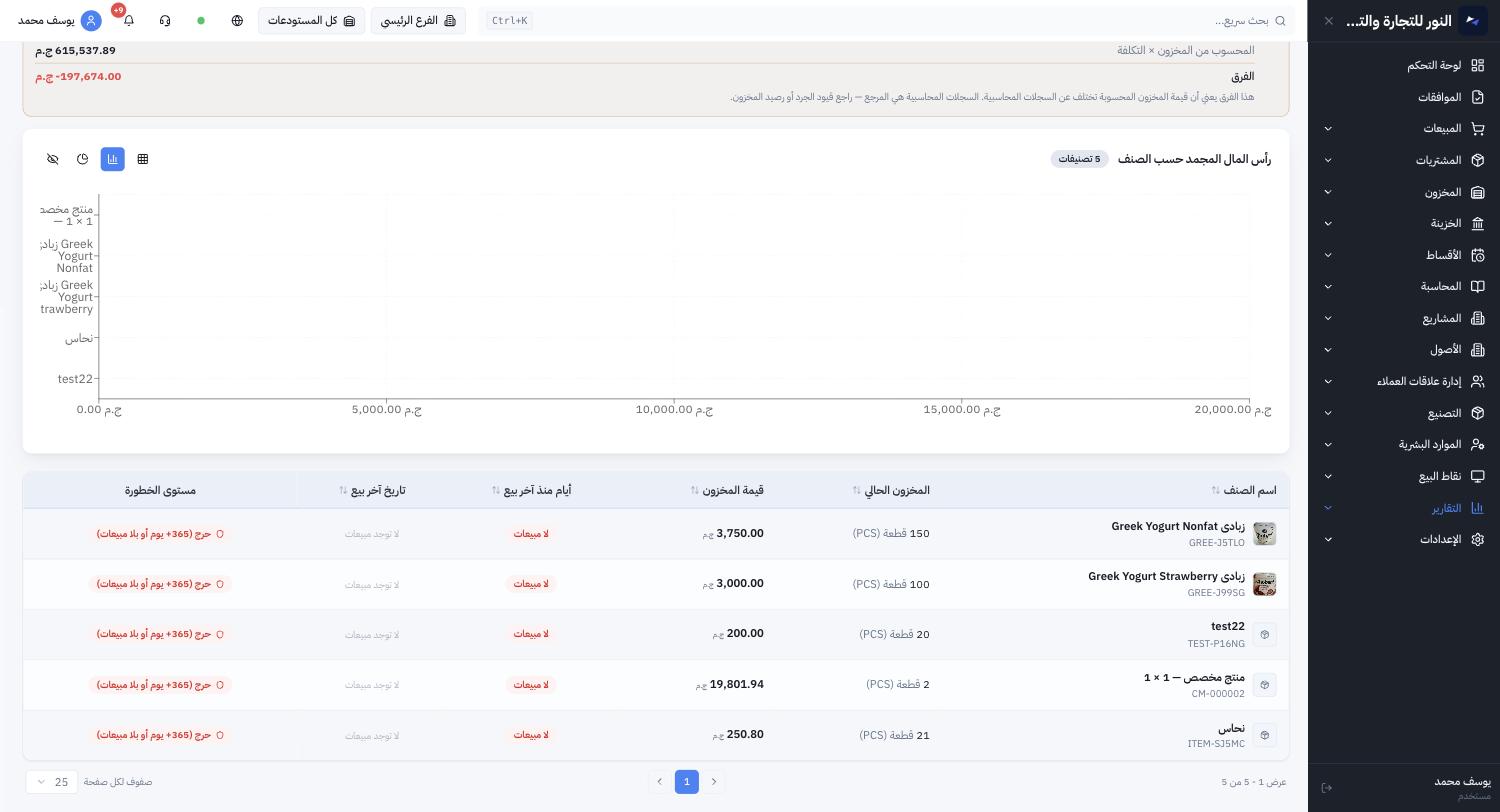 النور للتجارة والتـ...
لوحة التحكم
الموافقات
المبيعات
المشتريات
المخزون
الخزينة
الأقساط
المحاسبة
المشاريع
الأصول
إدارة علاقات العملاء
التصنيع
الموارد البشرية
نقاط البيع
التقارير
الإعدادات
يوسف محمد
مستخدم
بحث سريع...
Ctrl+K
الفرع الرئيسي
كل المستودعات
+9
يوسف محمد
المحسوب من المخزون × التكلفة
615,537.89 ج.م
الفرق
-197,674.00 ج.م
هذا الفرق يعني أن قيمة المخزون المحسوبة تختلف عن السجلات المحاسبية. السجلات المحاسبية هي المرجع — راجع قيود الجرد أو رصيد المخزون.
رأس المال المجمد حسب الصنف
5 تصنيفات
منتج مخصص
— 1 × 1
زبادي Greek
Yogurt
Nonfat
زبادي Greek
Yogurt
trawberry
نحاس
test22
0.00 ج.م
5,000.00 ج.م
10,000.00 ج.م
15,000.00 ج.م
20,000.00 ج.م
اسم الصنف المخزون الحالي قيمة المخزون أيام منذ آخر بيع تاريخ آخر بيع مستوى الخطورة
زبادى Greek Yogurt Nonfat
GREE-J5TLO
150 قطعة (PCS)
3,750.00 ج.م
لا مبيعات
لا توجد مبيعات
حرج (365+ يوم أو بلا مبيعات)
زبادى Greek Yogurt Strawberry
GREE-J99SG
100 قطعة (PCS)
3,000.00 ج.م
لا مبيعات
لا توجد مبيعات
حرج (365+ يوم أو بلا مبيعات)
test22
TEST-P16NG
20 قطعة (PCS)
200.00 ج.م
لا مبيعات
لا توجد مبيعات
حرج (365+ يوم أو بلا مبيعات)
منتج مخصص — 1 × 1
CM-000002
2 قطعة (PCS)
19,801.94 ج.م
لا مبيعات
لا توجد مبيعات
حرج (365+ يوم أو بلا مبيعات)
نحاس
ITEM-SJ5MC
21 قطعة (PCS)
250.80 ج.م
لا مبيعات
لا توجد مبيعات
حرج (365+ يوم أو بلا مبيعات)
عرض 1 - 5 من 5
1
صفوف لكل صفحة
25